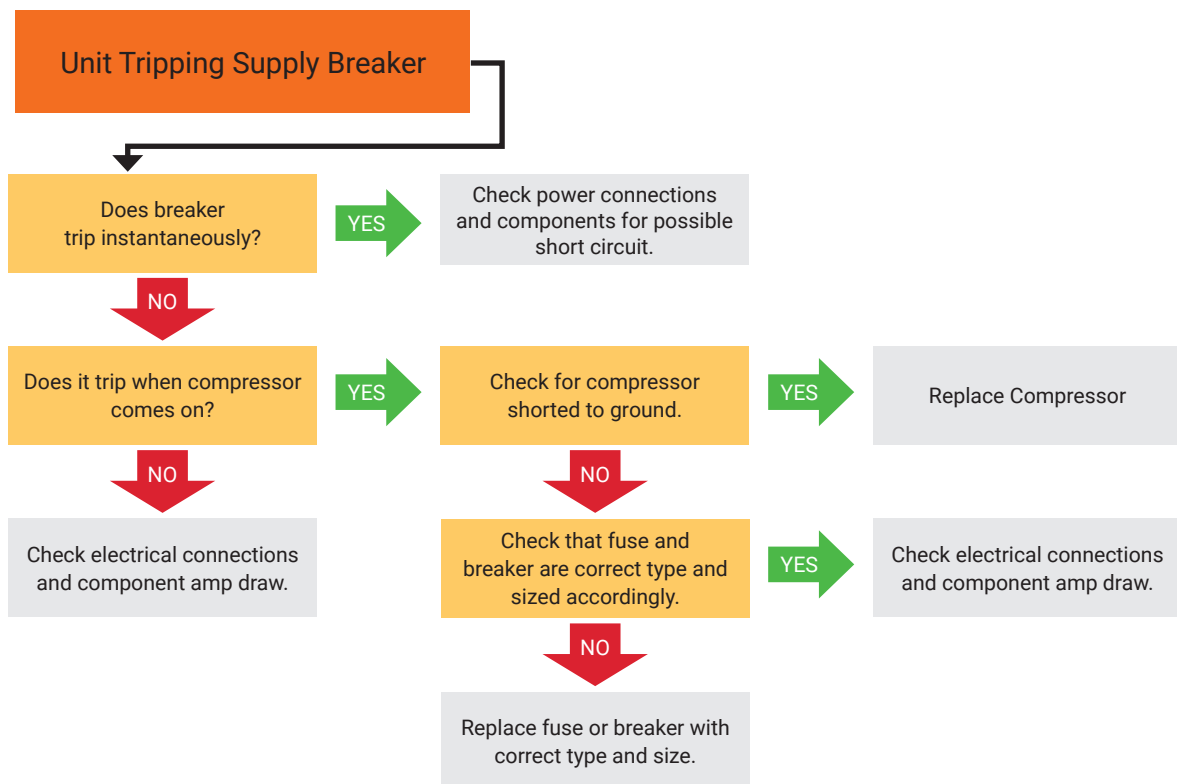 Unit Tripping Supply Breaker
Does breaker
trip instantaneously?
YES
Check power connections
and components for possible
short circuit.
NO
Does it trip when compressor
comes on?
YES
Check for compressor
shorted to ground.
YES
Replace Compressor
NO
NO
Check electrical connections
and component amp draw.
Check that fuse and
breaker are correct type and
sized accordingly.
YES
Check electrical connections
and component amp draw.
NO
Replace fuse or breaker with
correct type and size.